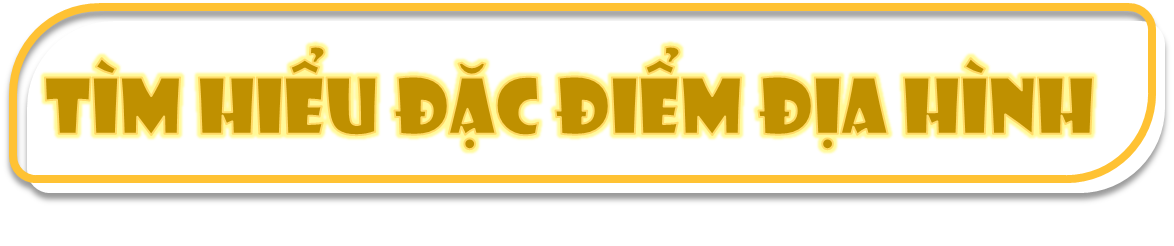 TÌM HIỂU ĐẶC ĐIỂM ĐỊA HÌNH